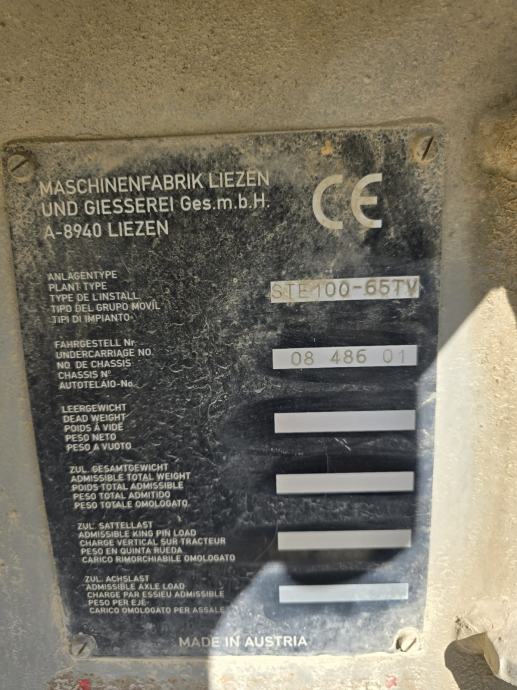 MASCHINENFABRIK LIEZEN
UND GIESSEREI Ges.m.b.H.
A-8940 LIEZEN
CE
ANLAGENTYPE
PLANT TYPE
TYPE DE L'INSTALL
TIPO DEL GRUPO MOVIL
TIPI DI IMPIANTO
STE100-65TV
FAHRGESTELL Nr.
UNDERCARRIAGE NO.
NO. DE CHASSIS
CHASSIS N°
AUTOTELAIO-No.
08 486 01
LEERGEWICHT
DEAD WEIGHT
POIDS À VIDE
PESO NETO
PESO A VUOTO
ZUL. GESAMTGEWICHT
ADMISSIBLE TOTAL WEIGHT
POIDS TOTAL ADMISSIBLE
PESO TOTAL ADMITIDO
PESO TOTALE OMOLOGATO
ZUL. SATTELLAST
ADMISSIBLE KING PIN LOAD
CHARGE VERTICAL SUR TRACTEUR
PESO EN QUINTA RUEDA
CARICO RIMORCHIABILE OMOLOGATO
ZUL. ACHSLAST
ADMISSIBLE AXLE LOAD
CHARGE PAR ESSIEU ADMISSIBLE
PESO PER EJE
CARICO OMOLOGATO PER ASSALE
MADE IN AUSTRIA